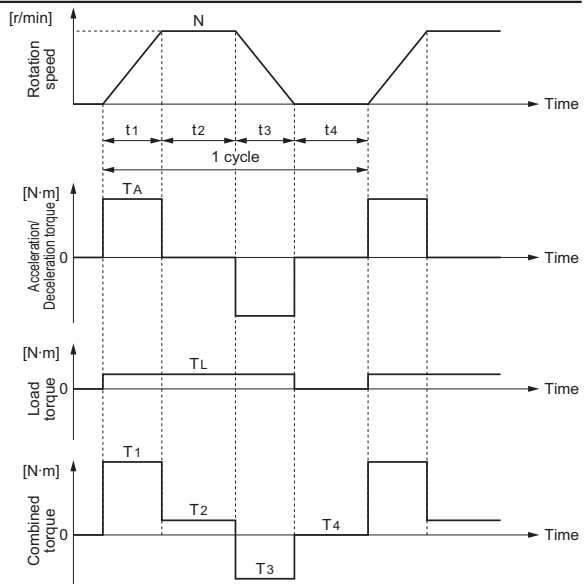 [r/min]
N
Rotation
speed
Time
t1 t2 t3 t4
1 cycle
[N·m]
TA
Acceleration/
Deceleration torque
0
Time
[N·m]
TL
Load
torque
0
Time
[N·m]
T1
T2
T4
Combined
torque
0
Time
T3